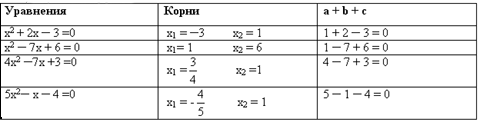 Уравнения Корни a + b + c
x² + 2x – 3 =0 x₁ = –3 x₂ = 1 1 + 2 – 3 = 0
x² – 7x + 6 = 0 x₁= 1 x₂ = 6 1 – 7 + 6 = 0
4x² –7x +3 =0 x₁ = 3/4 x₂ =1 4 – 7 + 3 = 0
5x²– x – 4 =0 x₁ = - 4/5 x₂ = 1 5 – 1 – 4 = 0